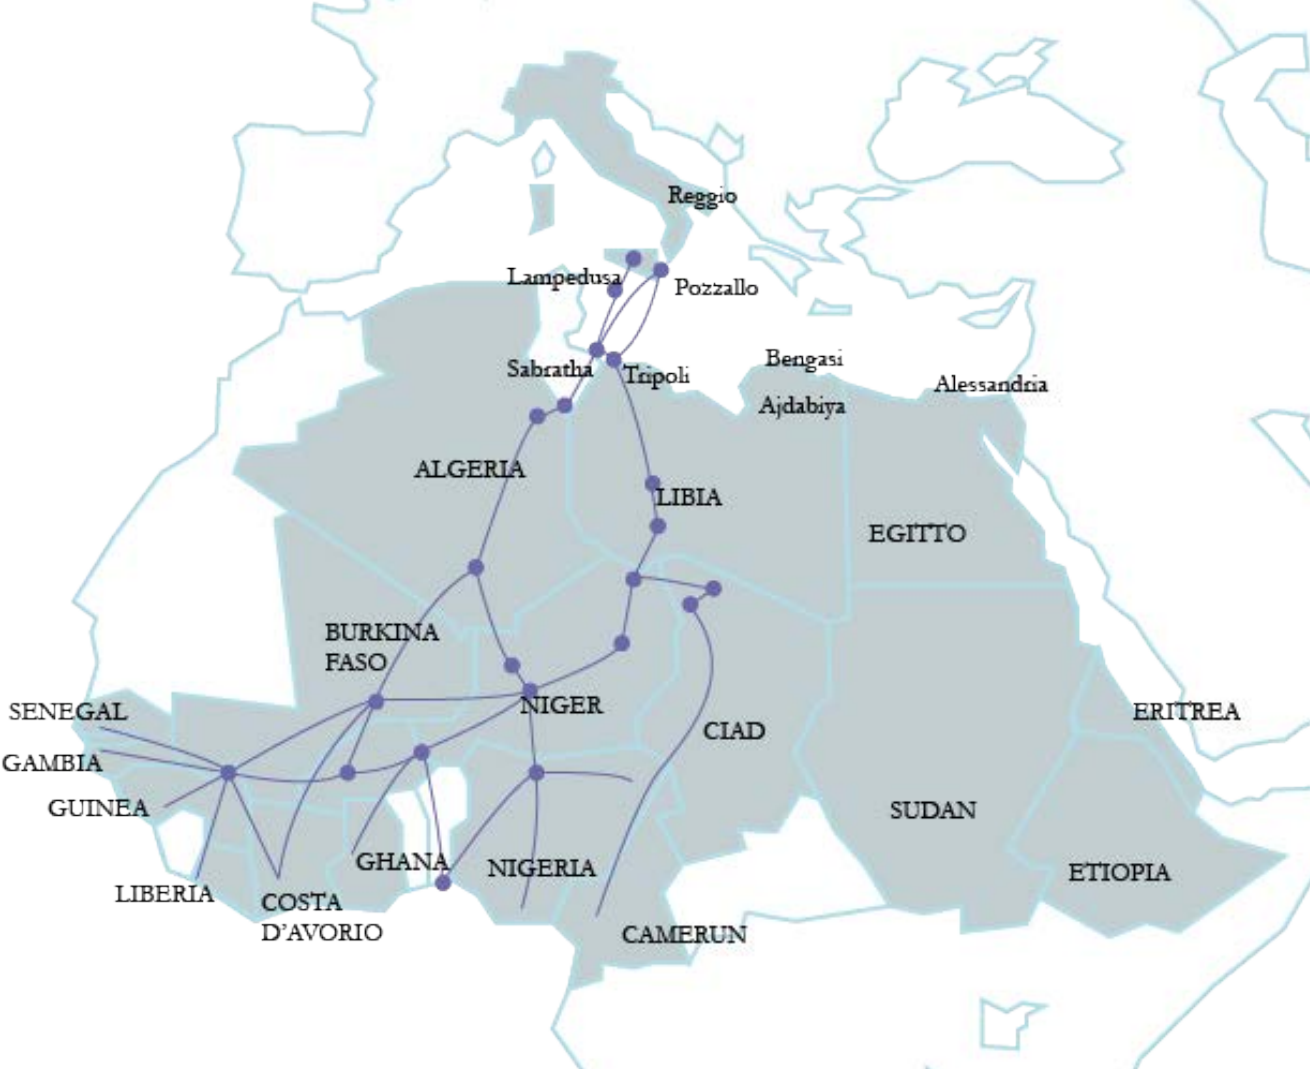 Reggio
Lampedusa
Pozzallo
Sabratha
Tripoli
Bengasi
Alessandria
Ajdabiya
ALGERIA
LIBIA
EGITTO
BURKINA
FASO
SENEGAL
NIGER
ERITREA
CIAD
GAMBIA
GUINEA
SUDAN
GHANA
NIGERIA
ETIOPIA
LIBERIA
COSTA
D'AVORIO
CAMERUN